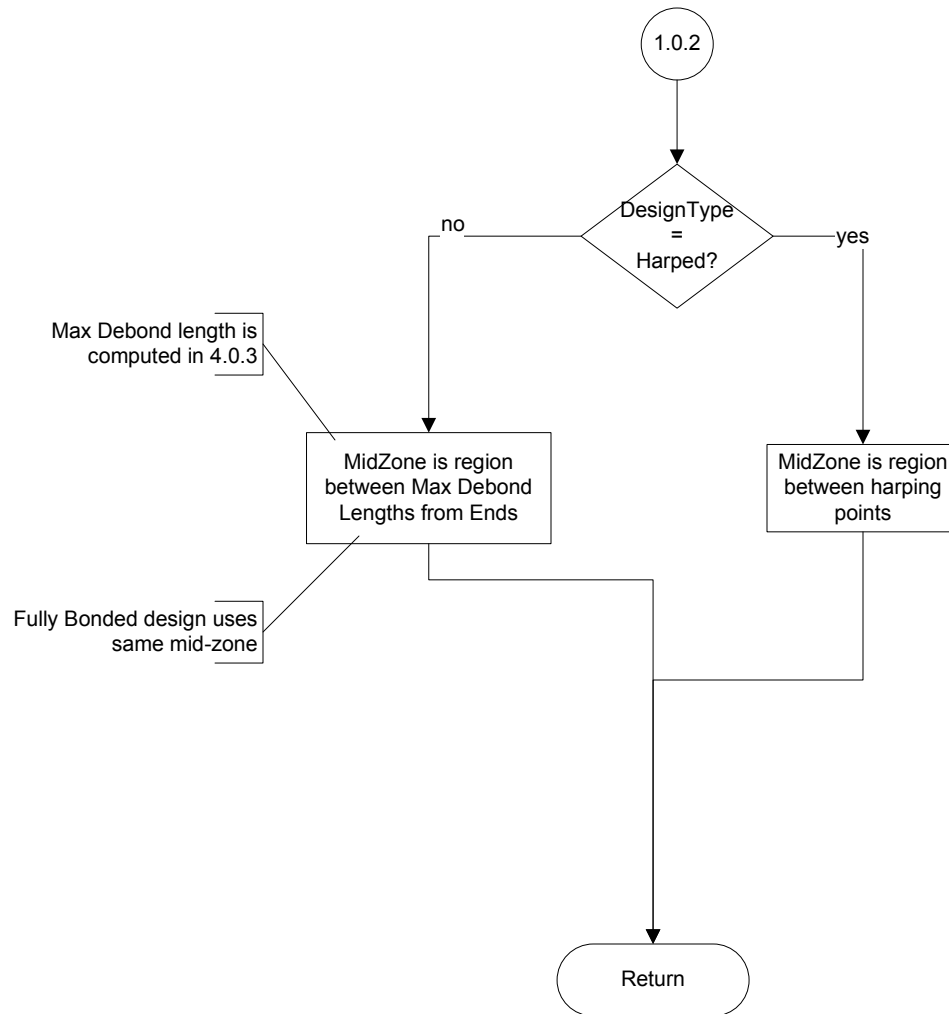 1.0.2
DesignType
=
Harped?
no
yes
Max Debond length is
computed in 4.0.3
MidZone is region
between Max Debond
Lengths from Ends
MidZone is region
between harping
points
Fully Bonded design uses
same mid-zone
Return